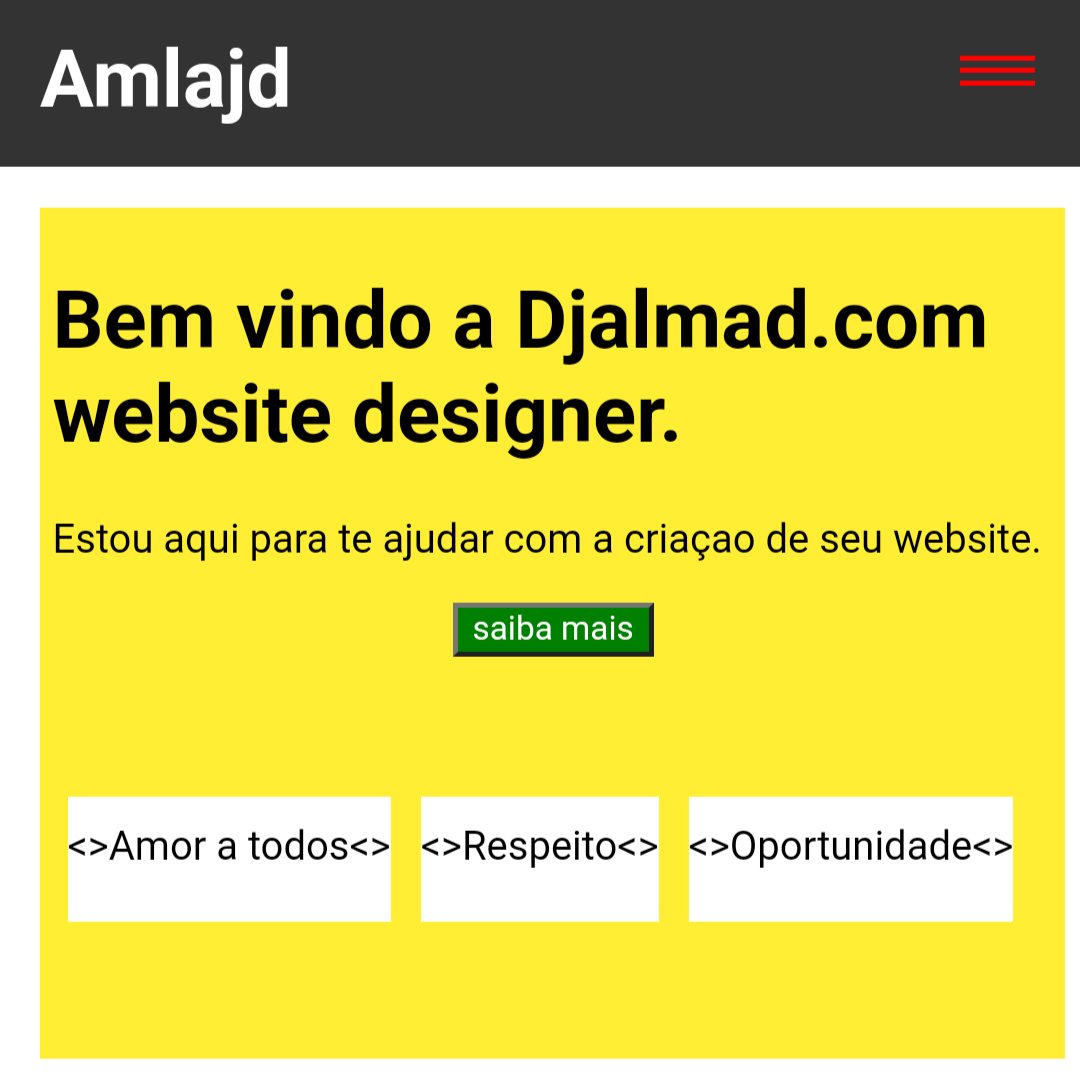 Amlajd
Bem vindo a Djalmad.com
website designer.
Estou aqui para te ajudar com a criaçao de seu website.
saiba mais
<>Amor a todos<> <>Respeito<> <>Oportunidade<>